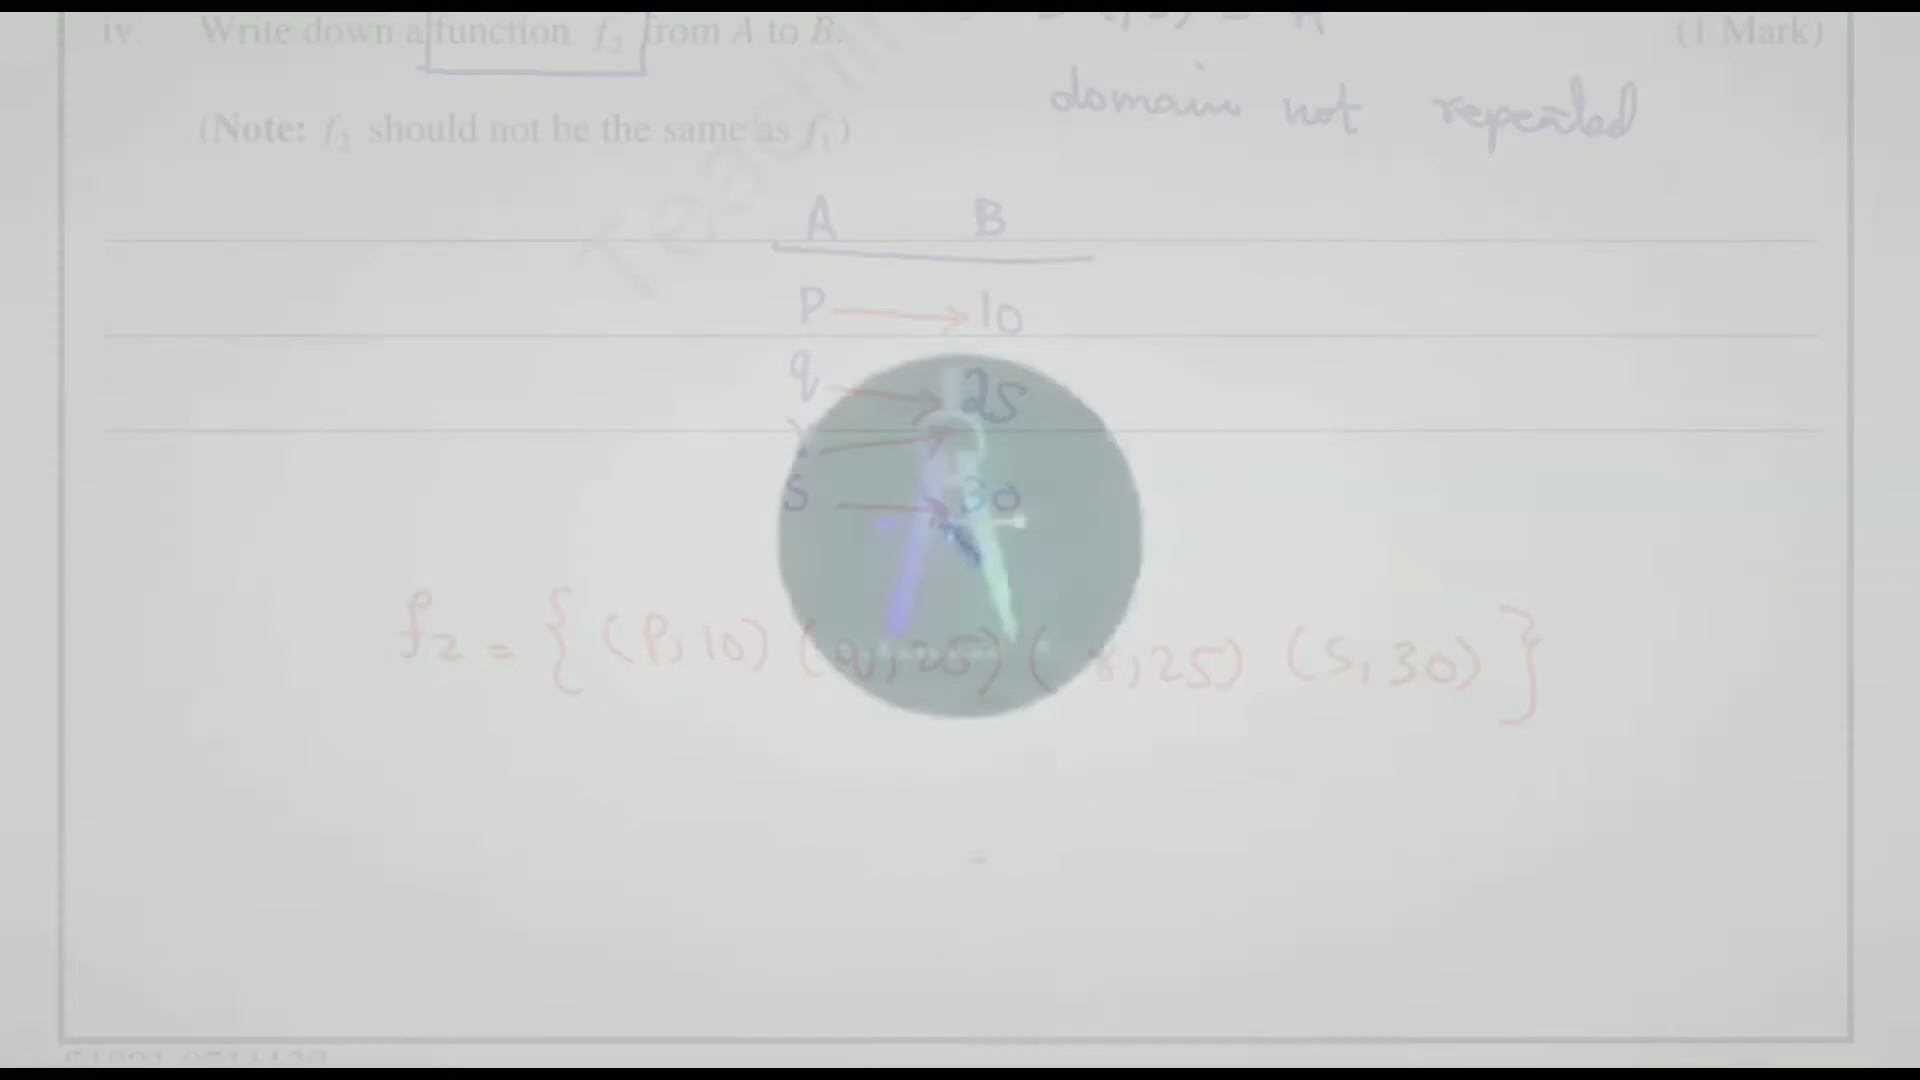 iv. Write down a function f₂ from A to B. (1 Mark)
domain not repeated
(Note: f₂ should not be the same as f₁)
A B
P → 10
q → 25
S → 30
f₂ = { (P, 10) (q, 25) (r, 25) (S, 30) }